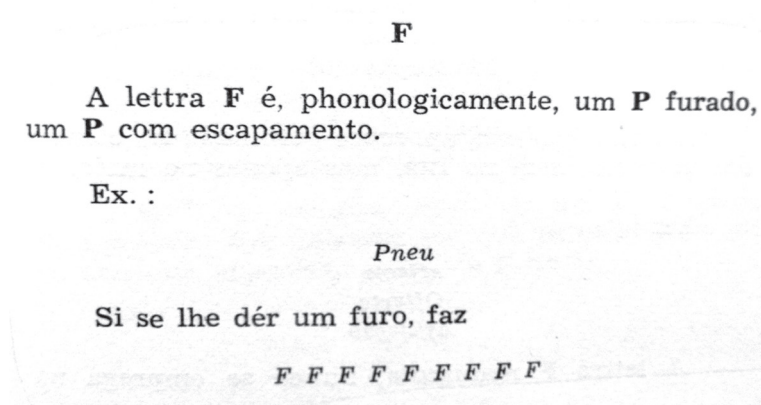 F
A lettra F é, phonologicamente, um P furado,
um P com escapamento.
Ex. :
Pneu
Si se lhe dér um furo, faz
F F F F F F F F F